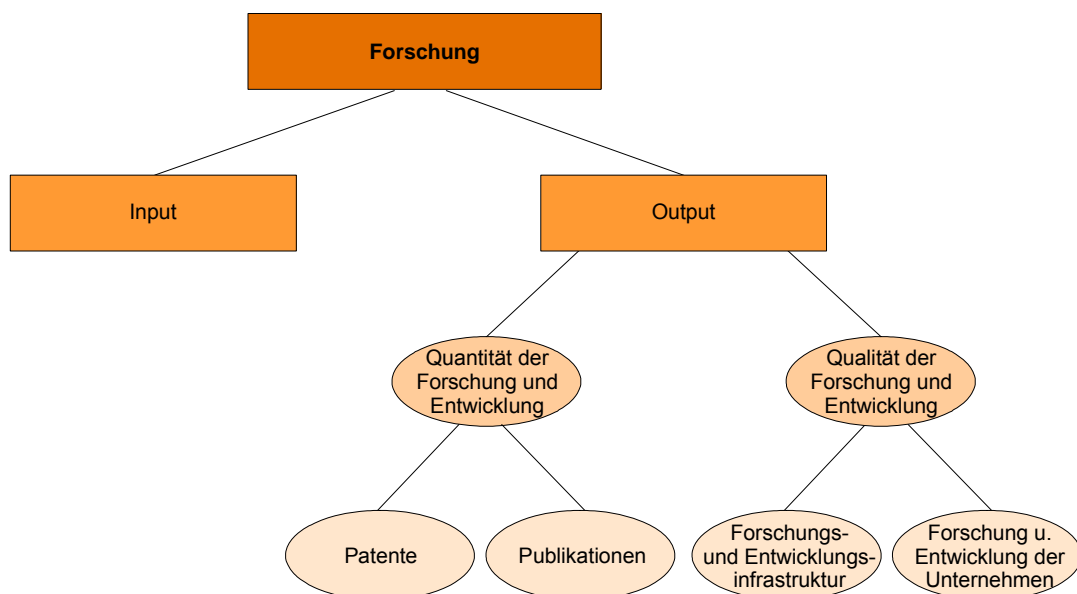 Forschung
Input
Output
Quantität der
Forschung und
Entwicklung
Qualität der
Forschung und
Entwicklung
Patente
Publikationen
Forschungs-
und Entwicklungs-
infrastruktur
Forschung u.
Entwicklung der
Unternehmen